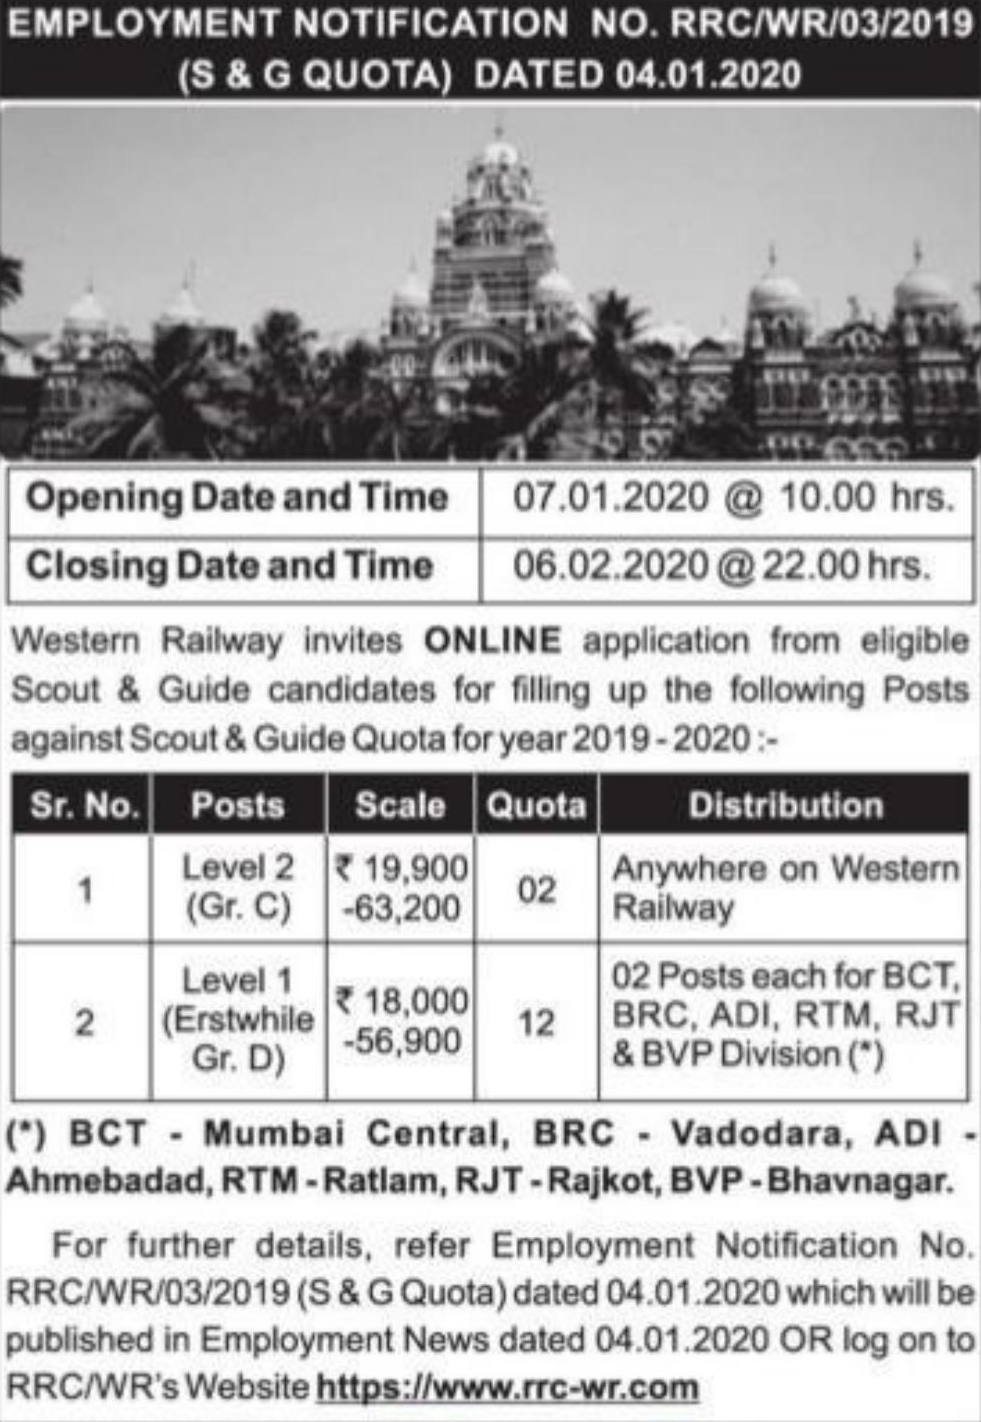 EMPLOYMENT NOTIFICATION NO. RRC/WR/03/2019
(S & G QUOTA) DATED 04.01.2020
Opening Date and Time 07.01.2020 @ 10.00 hrs.
Closing Date and Time 06.02.2020 @ 22.00 hrs.
Western Railway invites ONLINE application from eligible
Scout & Guide candidates for filling up the following Posts
against Scout & Guide Quota for year 2019 - 2020 :-
Sr. No. Posts Scale Quota Distribution
1 Level 2 (Gr. C) ₹ 19,900 -63,200 02 Anywhere on Western Railway
2 Level 1 (Erstwhile Gr. D) ₹ 18,000 -56,900 12 02 Posts each for BCT, BRC, ADI, RTM, RJT & BVP Division (*)
(*) BCT - Mumbai Central, BRC - Vadodara, ADI -
Ahmebadad, RTM - Ratlam, RJT - Rajkot, BVP - Bhavnagar.
For further details, refer Employment Notification No.
RRC/WR/03/2019 (S & G Quota) dated 04.01.2020 which will be
published in Employment News dated 04.01.2020 OR log on to
RRC/WR's Website https://www.rrc-wr.com